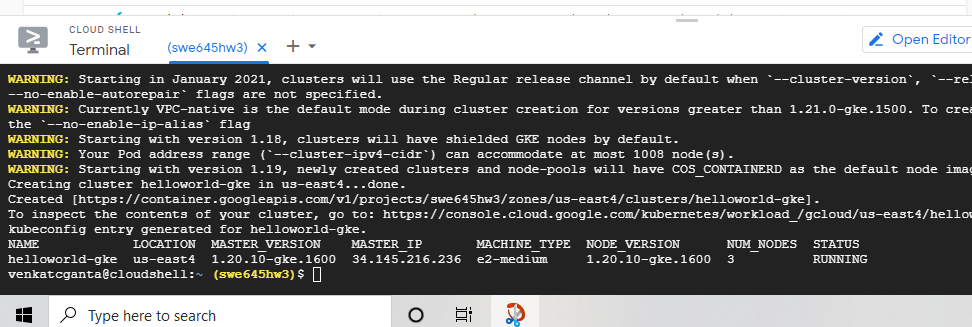 CLOUD SHELL
Terminal
(swe645hw3)
Open Editor
WARNING: Starting in January 2021, clusters will use the Regular release channel by default when `--cluster-version`, `--rel
--no-enable-autorepair` flags are not specified.
WARNING: Currently VPC-native is the default mode during cluster creation for versions greater than 1.21.0-gke.1500. To crea
the `--no-enable-ip-alias` flag
WARNING: Starting with version 1.18, clusters will have shielded GKE nodes by default.
WARNING: Your Pod address range (`--cluster-ipv4-cidr`) can accommodate at most 1008 node(s).
WARNING: Starting with version 1.19, newly created clusters and node-pools will have COS_CONTAINERD as the default node imag
Creating cluster helloworld-gke in us-east4...done.
Created [https://container.googleapis.com/v1/projects/swe645hw3/zones/us-east4/clusters/helloworld-gke].
To inspect the contents of your cluster, go to: https://console.cloud.google.com/kubernetes/workload_/gcloud/us-east4/hellow
kubeconfig entry generated for helloworld-gke.
NAME LOCATION MASTER_VERSION MASTER_IP MACHINE_TYPE NODE_VERSION NUM_NODES STATUS
helloworld-gke us-east4 1.20.10-gke.1600 34.145.216.236 e2-medium 1.20.10-gke.1600 3 RUNNING
venkatcganta@cloudshell:~ (swe645hw3)$
Type here to search